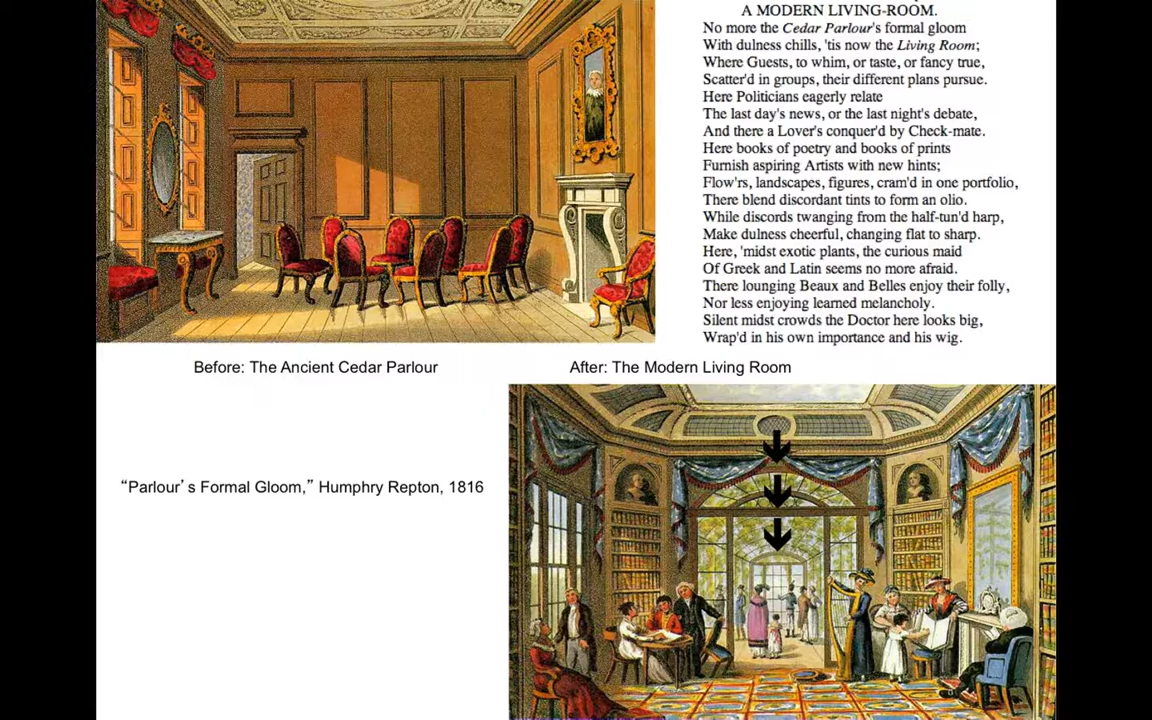 A MODERN LIVING-ROOM.
No more the Cedar Parlour's formal gloom
With dulness chills, 'tis now the Living Room;
Where Guests, to whim, or taste, or fancy true,
Scatter'd in groups, their different plans pursue.
Here Politicians eagerly relate
The last day's news, or the last night's debate,
And there a Lover's conquer'd by Check-mate.
Here books of poetry and books of prints
Furnish aspiring Artists with new hints;
Flow'rs, landscapes, figures, cram'd in one portfolio,
There blend discordant tints to form an olio.
While discords twanging from the half-tun'd harp,
Make dulness cheerful, changing flat to sharp.
Here, 'midst exotic plants, the curious maid
Of Greek and Latin seems no more afraid.
There lounging Beaux and Belles enjoy their folly,
Nor less enjoying learned melancholy.
Silent midst crowds the Doctor here looks big,
Wrap'd in his own importance and his wig.
Before: The Ancient Cedar Parlour
After: The Modern Living Room
“Parlour’s Formal Gloom,” Humphry Repton, 1816